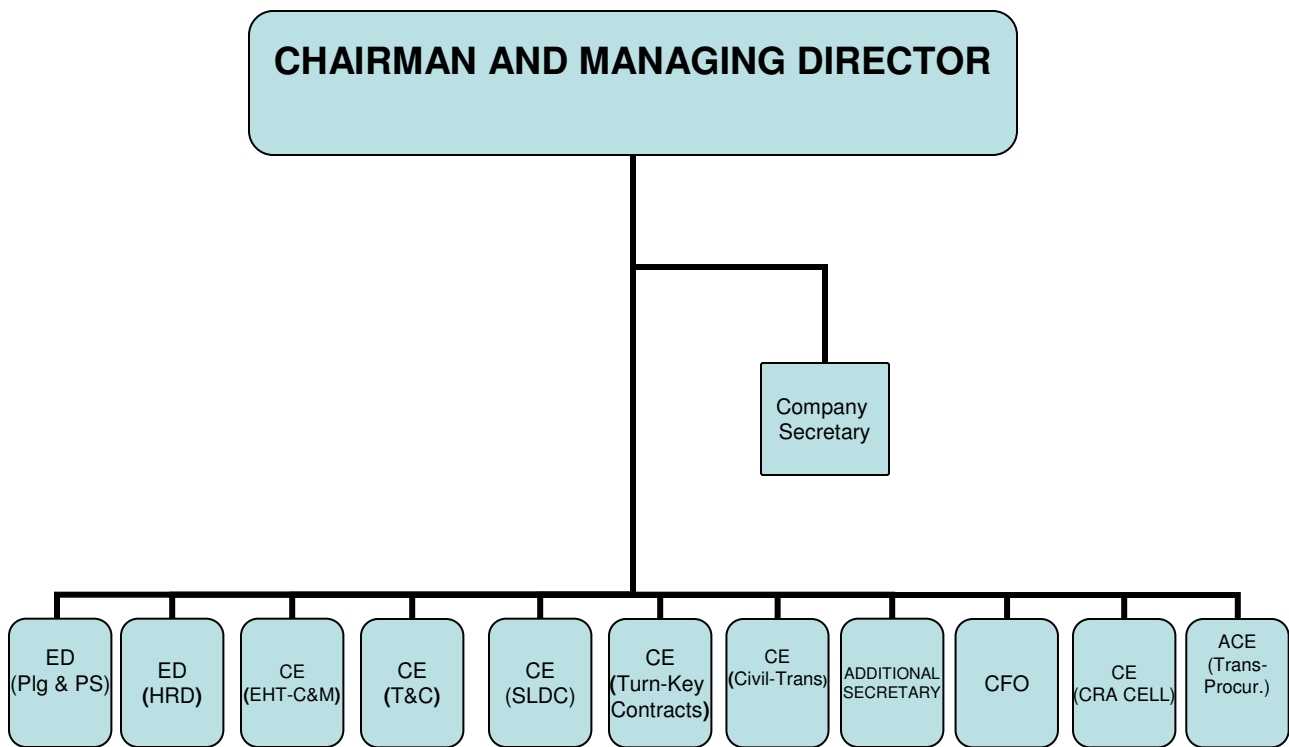 CHAIRMAN AND MANAGING DIRECTOR
Company
Secretary
ED
(Plg & PS)
ED
(HRD)
CE
(EHT-C&M)
CE
(T&C)
CE
(SLDC)
CE
(Turn-Key
Contracts)
CE
(Civil-Trans)
ADDITIONAL
SECRETARY
CFO
CE
(CRA CELL)
ACE
(Trans-
Procur.)